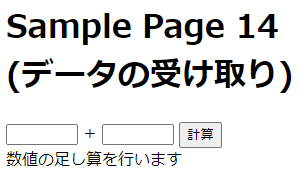 Sample Page 14
(データの受け取り)
+ 計算
数値の足し算を行います